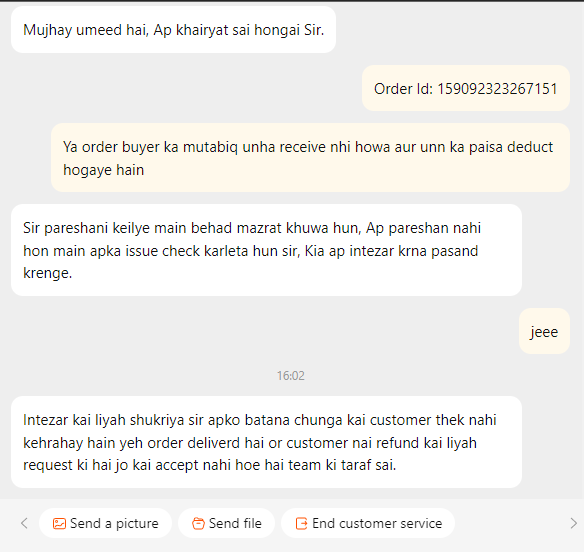 Mujhay umeed hai, Ap khairyat sai hongai Sir.
Order Id: 159092323267151
Ya order buyer ka mutabiq unha receive nhi howa aur unn ka paisa deduct
hogaye hain
Sir pareshani keilye main behad mazrat khuwa hun, Ap pareshan nahi
hon main apka issue check karleta hun sir, Kia ap intezar krna pasand
krenge.
jeee
16:02
Intezar kai liyah shukriya sir apko batana chunga kai customer thek nahi
kehrahay hain yeh order deliverd hai or customer nai refund kai liyah
request ki hai jo kai accept nahi hoe hai team ki taraf sai.
Send a picture Send file End customer service